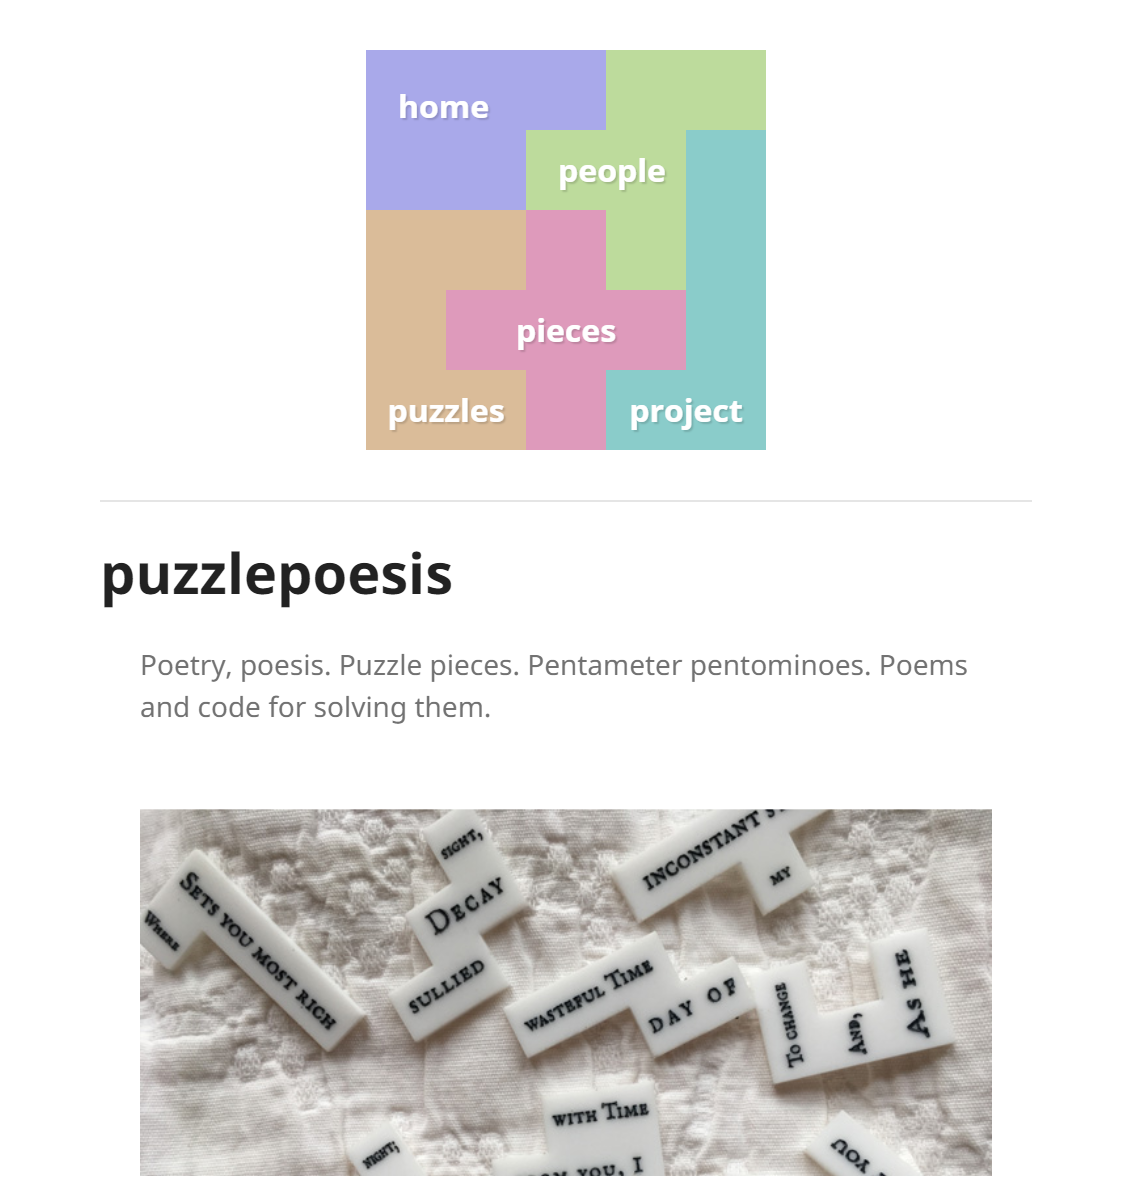 home
people
pieces
puzzles
project
puzzlepoesis
Poetry, poesis. Puzzle pieces. Pentameter pentominoes. Poems
and code for solving them.
SIGHT,
INCONSTANT
MY
DECAY
SETS YOU MOST RICH
WHERE
SULLIED
WASTEFUL TIME
DAY OF
TO CHANGE
AND,
AS HE
WITH TIME
YOU, I
NIGHT;
YOU